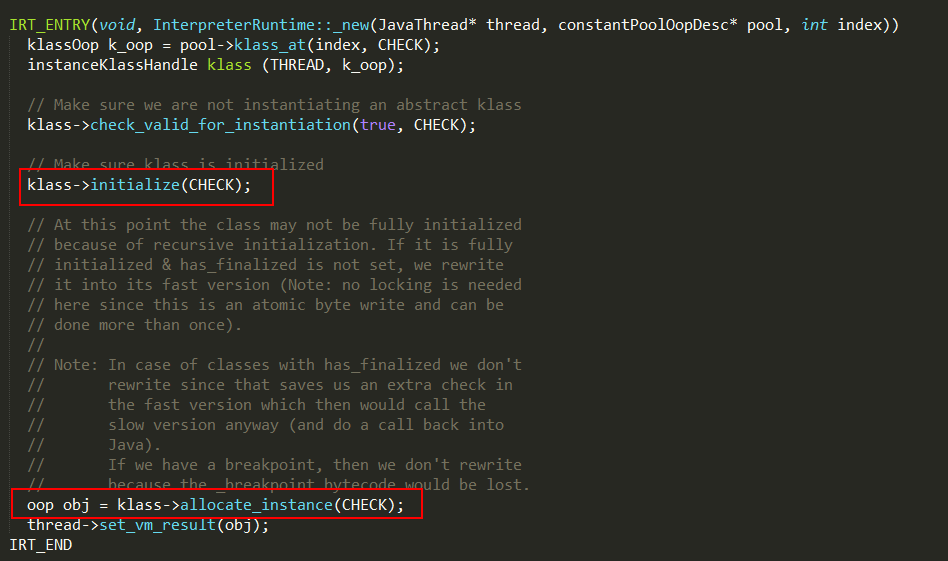 IRT_ENTRY(void, InterpreterRuntime::_new(JavaThread* thread, constantPoolOopDesc* pool, int index))
  klassOop k_oop = pool->klass_at(index, CHECK);
  instanceKlassHandle klass (THREAD, k_oop);

  // Make sure we are not instantiating an abstract klass
  klass->check_valid_for_instantiation(true, CHECK);

  // Make sure klass is initialized
  klass->initialize(CHECK);

  // At this point the class may not be fully initialized
  // because of recursive initialization. If it is fully
  // initialized & has_finalized is not set, we rewrite
  // it into its fast version (Note: no locking is needed
  // here since this is an atomic byte write and can be
  // done more than once).
  //
  // Note: In case of classes with has_finalized we don't
  //       rewrite since that saves us an extra check in
  //       the fast version which then would call the
  //       slow version anyway (and do a call back into
  //       Java).
  //       If we have a breakpoint, then we don't rewrite
  //       because the _breakpoint bytecode would be lost.
  oop obj = klass->allocate_instance(CHECK);
  thread->set_vm_result(obj);
IRT_END